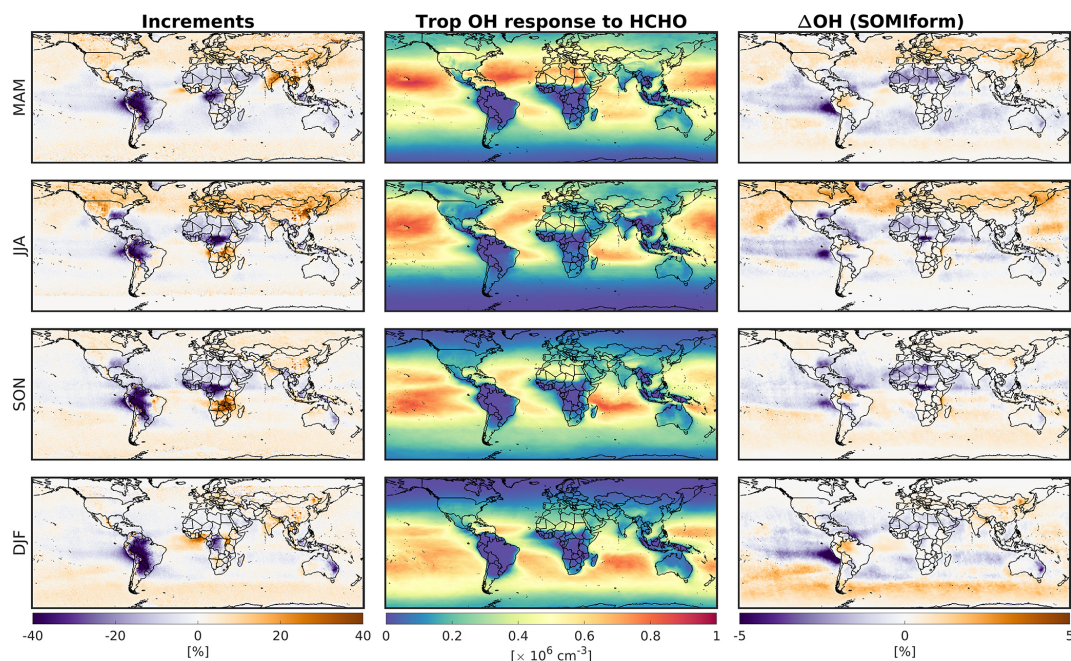 Increments
Trop OH response to HCHO
ΔOH (SOMIform)
MAM
JJA
SON
DJF
-40 -20 0 20 40
[%]
0 0.2 0.4 0.6 0.8 1
[× 10⁶ cm⁻³]
-5 0 5
[%]